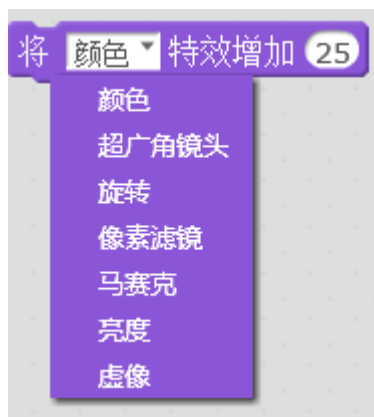 将 颜色 特效增加 25
颜色
超广角镜头
旋转
像素滤镜
马赛克
亮度
虚像